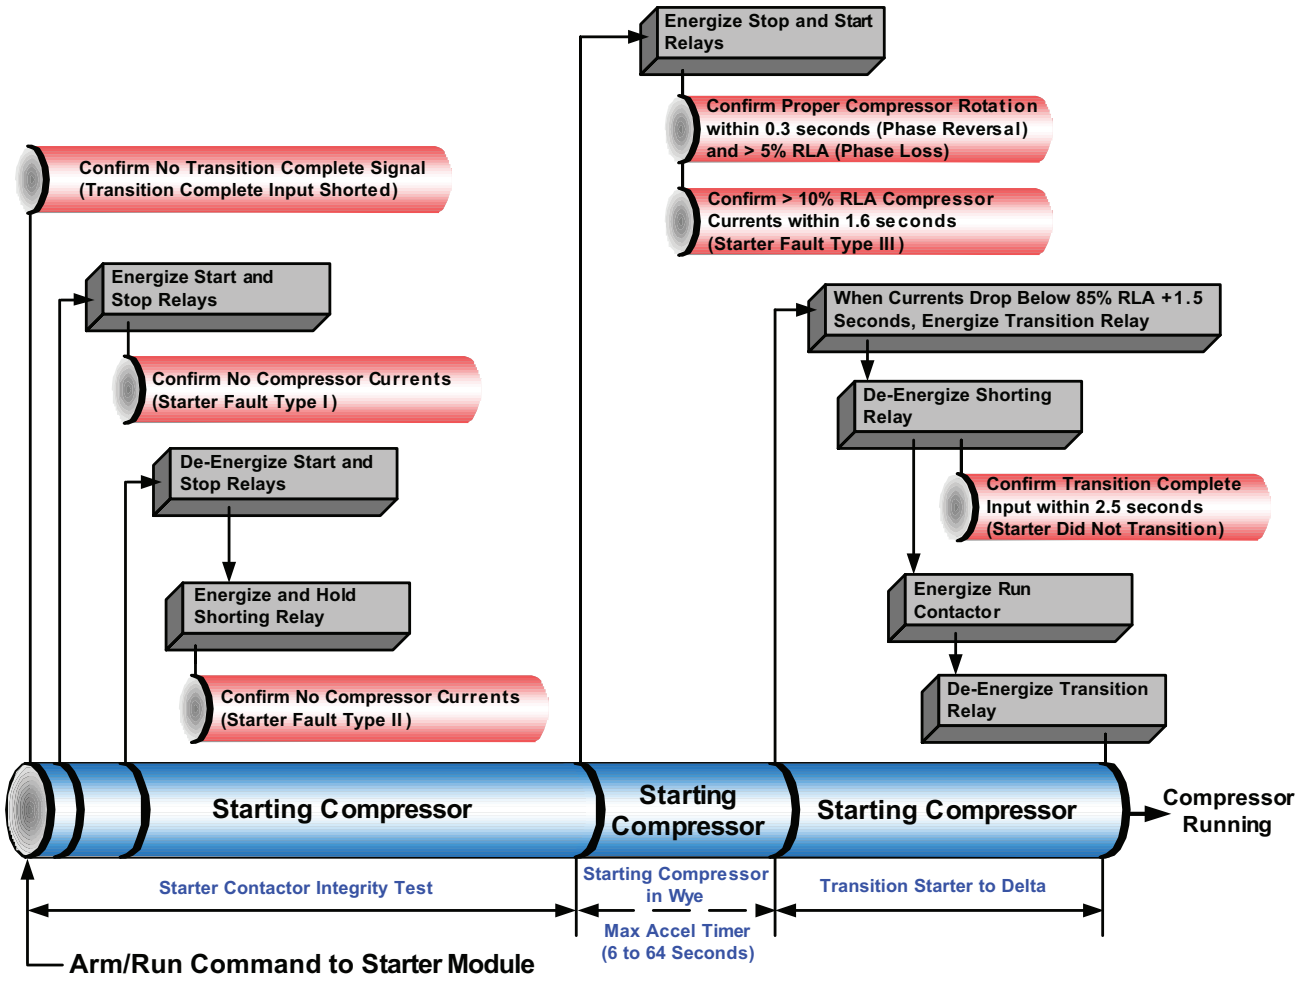 Energize Stop and Start
Relays
Confirm Proper Compressor Rotation
within 0.3 seconds (Phase Reversal)
and > 5% RLA (Phase Loss)
Confirm > 10% RLA Compressor
Currents within 1.6 seconds
(Starter Fault Type III)
Confirm No Transition Complete Signal
(Transition Complete Input Shorted)
Energize Start and
Stop Relays
Confirm No Compressor Currents
(Starter Fault Type I)
De-Energize Start and
Stop Relays
Energize and Hold
Shorting Relay
Confirm No Compressor Currents
(Starter Fault Type II)
When Currents Drop Below 85% RLA +1.5
Seconds, Energize Transition Relay
De-Energize Shorting
Relay
Confirm Transition Complete
Input within 2.5 seconds
(Starter Did Not Transition)
Energize Run
Contactor
De-Energize Transition
Relay
Starting Compressor
Starting
Compressor
Starting Compressor
Compressor
Running
Starter Contactor Integrity Test
Starting Compressor
in Wye
Max Accel Timer
(6 to 64 Seconds)
Transition Starter to Delta
Arm/Run Command to Starter Module